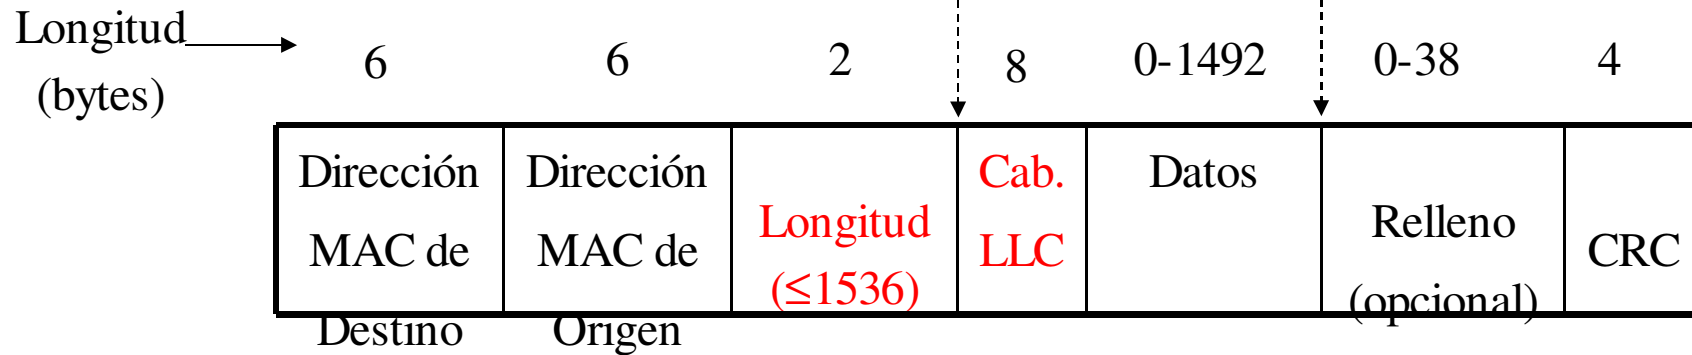 Longitud
(bytes)
6 6 2 8 0-1492 0-38 4
Dirección
MAC de
Destino
Dirección
MAC de
Origen
Longitud
(≤1536)
Cab.
LLC
Datos
Relleno
(opcional)
CRC